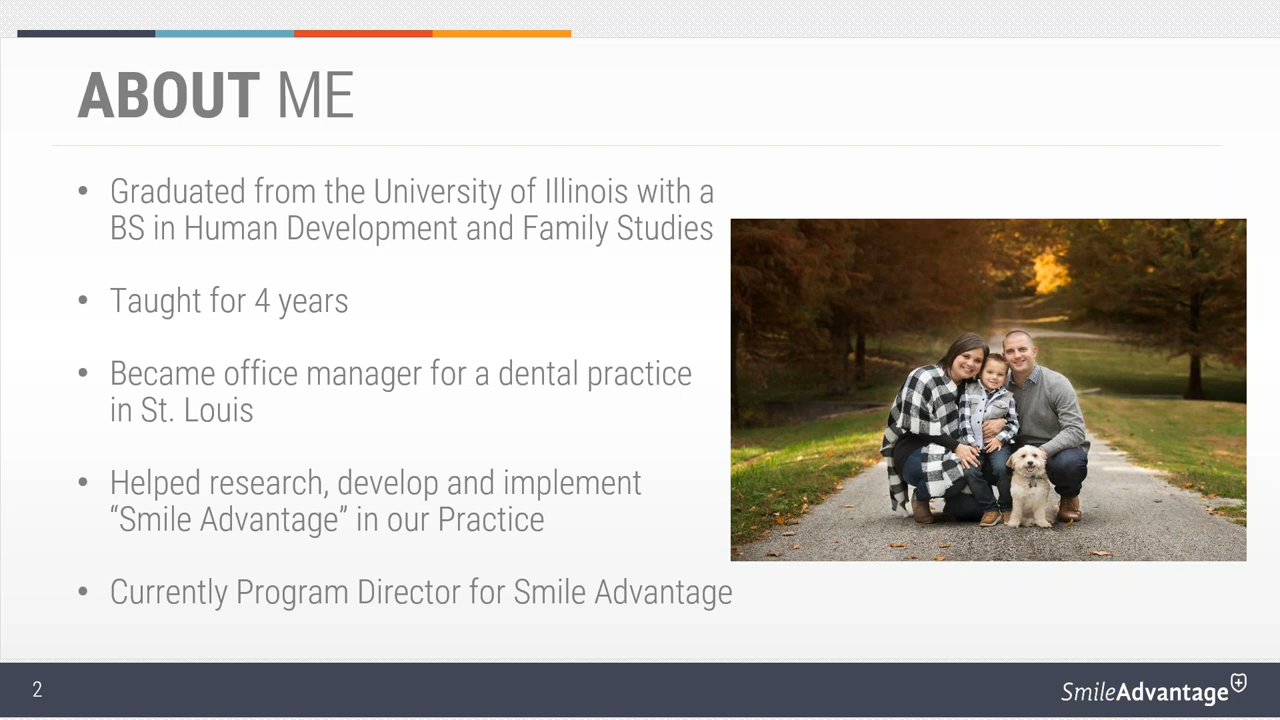 ABOUT ME
• Graduated from the University of Illinois with a
BS in Human Development and Family Studies
• Taught for 4 years
• Became office manager for a dental practice
in St. Louis
• Helped research, develop and implement
“Smile Advantage” in our Practice
• Currently Program Director for Smile Advantage
2
SmileAdvantage